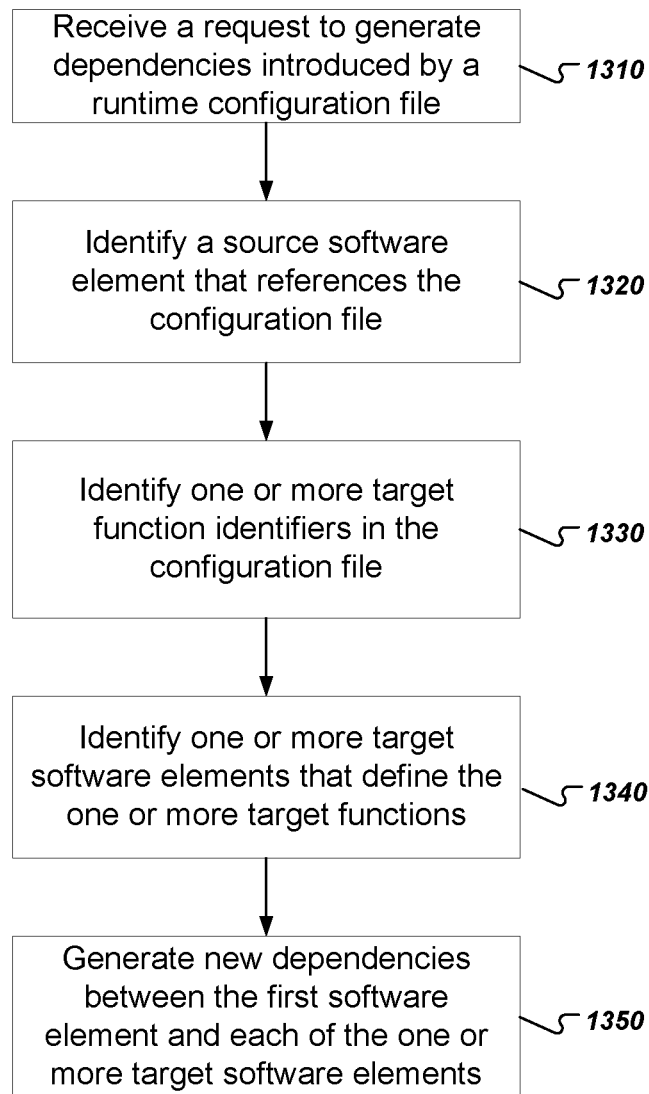 Receive a request to generate
dependencies introduced by a
runtime configuration file
1310
Identify a source software
element that references the
configuration file
1320
Identify one or more target
function identifiers in the
configuration file
1330
Identify one or more target
software elements that define the
one or more target functions
1340
Generate new dependencies
between the first software
element and each of the one or
more target software elements
1350